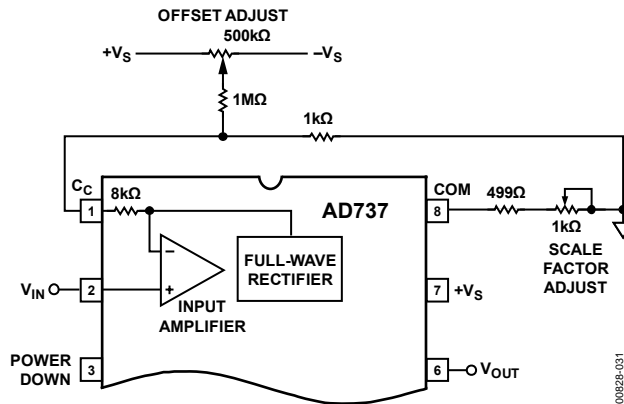 OFFSET ADJUST
500kΩ
+VS
–VS
1MΩ
1kΩ
CC
8kΩ
COM
AD737
1
8
499Ω
1kΩ
SCALE
FACTOR
ADJUST
FULL-WAVE
RECTIFIER
–
+
VIN
2
INPUT
AMPLIFIER
7
+VS
POWER
DOWN
3
6
VOUT
00828-031